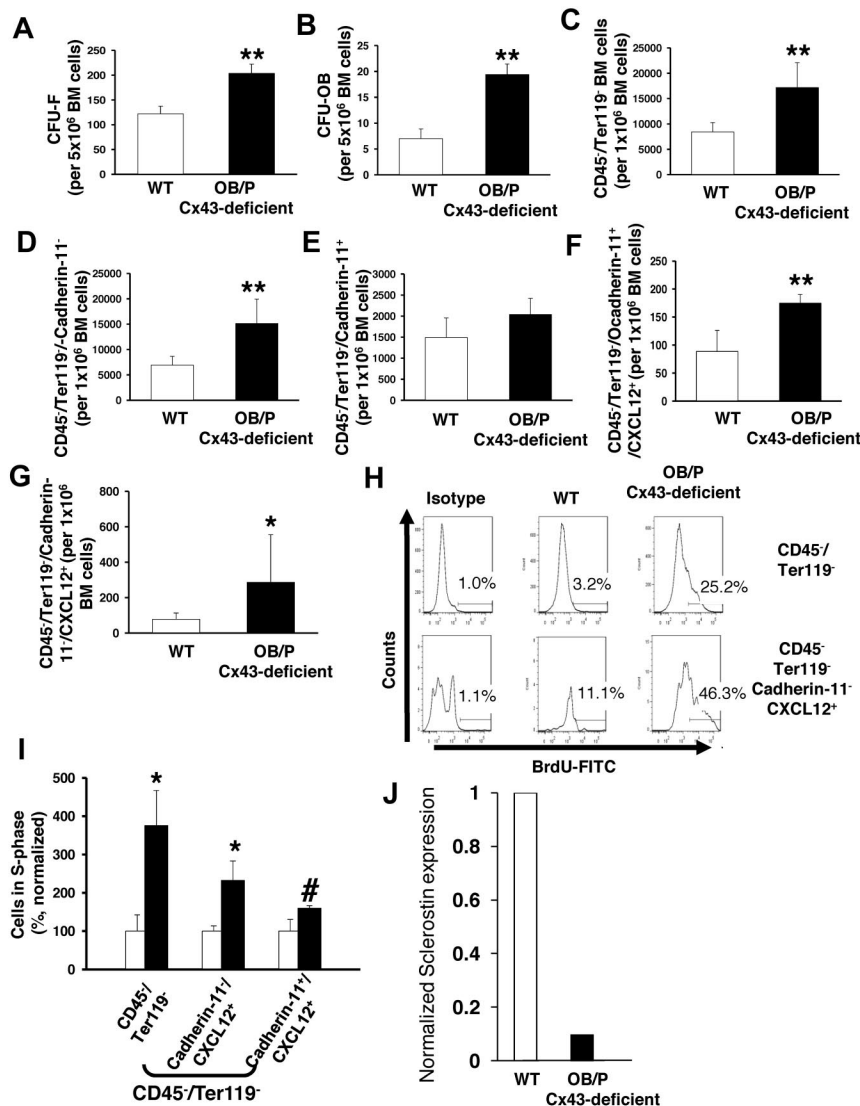 A
CFU-F
(per 5x10⁶ BM cells)
250
200
150
100
50
0
**
WT
OB/P
Cx43-deficient
B
CFU-OB
(per 5x10⁶ BM cells)
25
20
15
10
5
0
**
WT
OB/P
Cx43-deficient
C
CD45⁻/Ter119⁻ BM cells
(per 1x10⁶ BM cells)
25000
20000
15000
10000
5000
0
**
WT
OB/P
Cx43-deficient
D
CD45⁻/Ter119⁻/-Cadherin-11⁻
(per 1x10⁶ BM cells)
25000
20000
15000
10000
5000
0
**
WT
OB/P
Cx43-deficient
E
CD45⁻/Ter119⁻/Cadherin-11⁺
(per 1x10⁶ BM cells)
3000
2500
2000
1500
1000
500
0
WT
OB/P
Cx43-deficient
F
CD45⁻/Ter119⁻/Ocadherin-11⁺
/CXCL12⁺ (per 1x10⁶ BM cells)
250
200
150
100
50
0
**
WT
OB/P
Cx43-deficient
G
CD45⁻/Ter119⁻/Cadherin-
11⁻/CXCL12⁺ (per 1x10⁶
BM cells)
800
600
400
200
0
*
WT
OB/P
Cx43-deficient
H
Isotype
WT
OB/P
Cx43-deficient
1.0%
3.2%
25.2%
CD45⁻/
Ter119⁻
1.1%
11.1%
46.3%
CD45⁻
Ter119⁻
Cadherin-11⁻
CXCL12⁺
Counts
BrdU-FITC
I
Cells in S-phase
(%, normalized)
500
400
300
200
100
0
*
*
#
CD45⁻/
Ter119⁻
Cadherin-11⁻/
CXCL12⁺
Cadherin-11⁺/
CXCL12⁺
CD45⁻/Ter119⁻
J
Normalized Sclerostin expression
1
0.8
0.6
0.4
0.2
0
WT
OB/P
Cx43-deficient